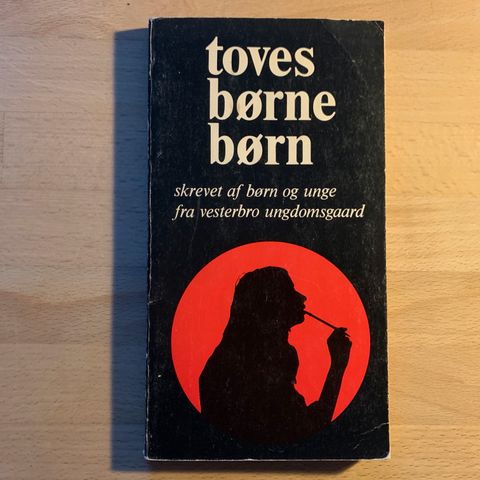 toves
børne
børn
skrevet af børn og unge
fra vesterbro ungdomsgaard